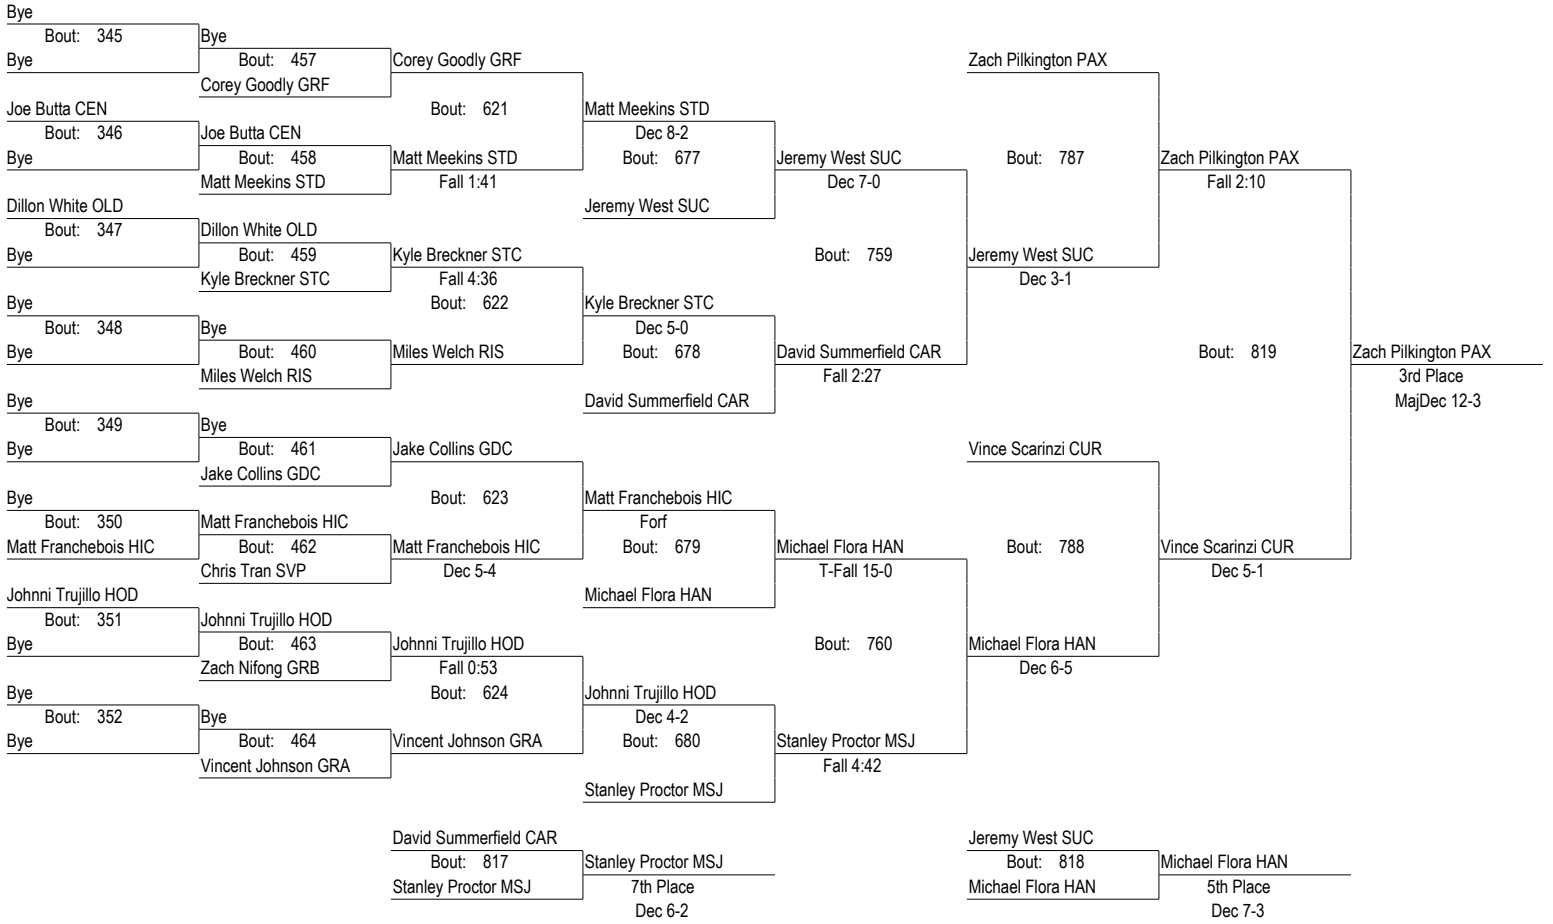 Bye
Bout: 345
Bye
Bye
Bout: 457
Corey Goodly GRF
Corey Goodly GRF
Zach Pilkington PAX
Bout: 621
Joe Butta CEN
Bout: 346
Bye
Joe Butta CEN
Bout: 458
Matt Meekins STD
Matt Meekins STD
Fall 1:41
Matt Meekins STD
Dec 8-2
Bout: 677
Jeremy West SUC
Jeremy West SUC
Dec 7-0
Bout: 787
Zach Pilkington PAX
Fall 2:10
Dillon White OLD
Bout: 347
Bye
Dillon White OLD
Bout: 459
Kyle Breckner STC
Kyle Breckner STC
Fall 4:36
Bout: 622
Bout: 759
Jeremy West SUC
Dec 3-1
Bye
Bout: 348
Bye
Bye
Bout: 460
Miles Welch RIS
Miles Welch RIS
Kyle Breckner STC
Dec 5-0
Bout: 678
David Summerfield CAR
David Summerfield CAR
Fall 2:27
Bout: 819
Zach Pilkington PAX
3rd Place
MajDec 12-3
Bye
Bout: 349
Bye
Bye
Bout: 461
Jake Collins GDC
Jake Collins GDC
Vince Scarinzi CUR
Bout: 623
Bye
Bout: 350
Matt Franchebois HIC
Matt Franchebois HIC
Bout: 462
Chris Tran SVP
Matt Franchebois HIC
Dec 5-4
Matt Franchebois HIC
Forf
Bout: 679
Michael Flora HAN
Michael Flora HAN
T-Fall 15-0
Bout: 788
Vince Scarinzi CUR
Dec 5-1
Johnni Trujillo HOD
Bout: 351
Bye
Johnni Trujillo HOD
Bout: 463
Zach Nifong GRB
Johnni Trujillo HOD
Fall 0:53
Bout: 624
Bout: 760
Michael Flora HAN
Dec 6-5
Bye
Bout: 352
Bye
Bye
Bout: 464
Vincent Johnson GRA
Vincent Johnson GRA
Johnni Trujillo HOD
Dec 4-2
Bout: 680
Stanley Proctor MSJ
Stanley Proctor MSJ
Fall 4:42
David Summerfield CAR
Bout: 817
Stanley Proctor MSJ
Stanley Proctor MSJ
7th Place
Dec 6-2
Jeremy West SUC
Bout: 818
Michael Flora HAN
Michael Flora HAN
5th Place
Dec 7-3